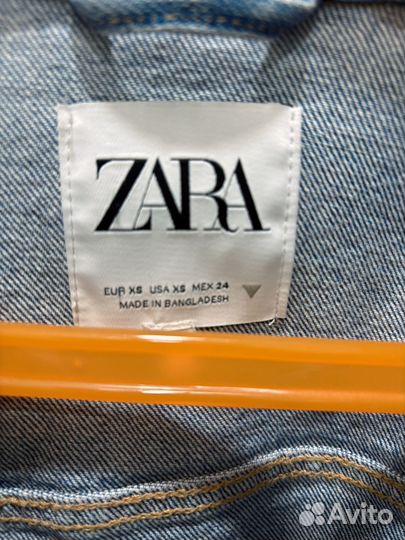 ZARA
EUR XS USA XS MEX 24
MADE IN BANGLADESH
Avito